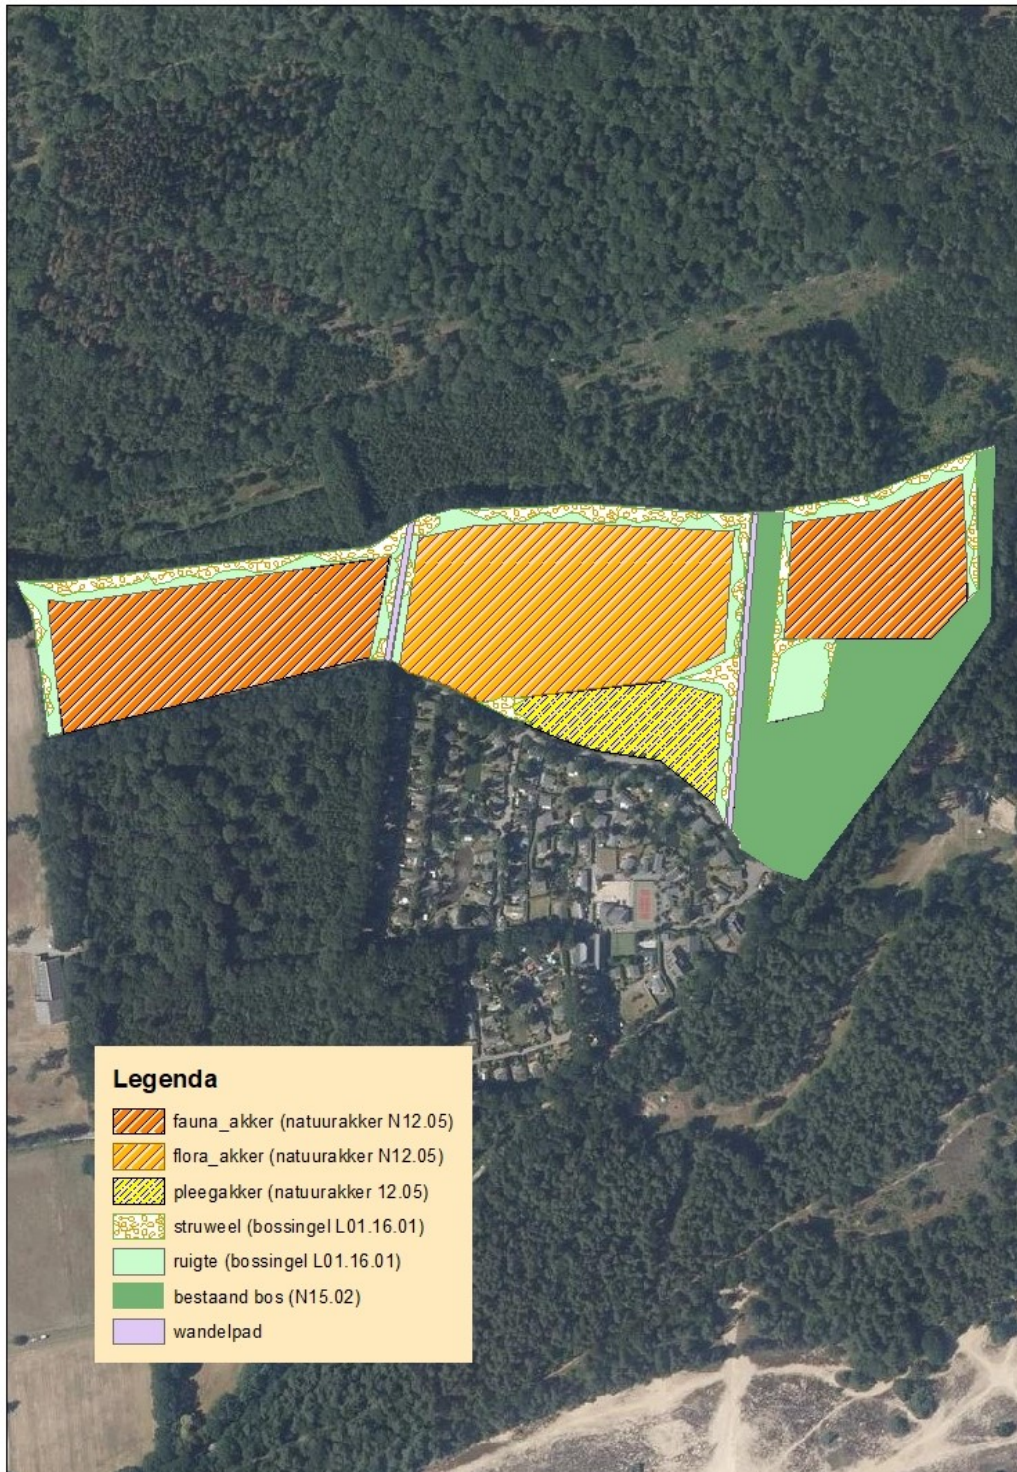 Legenda
fauna_akker (natuurakker N12.05)
flora_akker (natuurakker N12.05)
pleegakker (natuurakker 12.05)
struweel (bossingel L01.16.01)
ruigte (bossingel L01.16.01)
bestaand bos (N15.02)
wandelpad